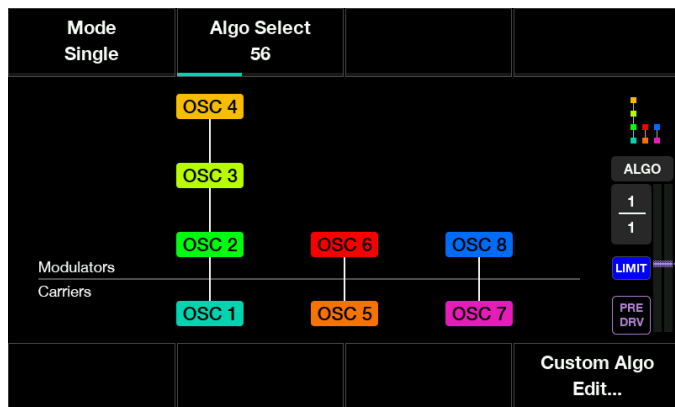 Mode
Single
Algo Select
56
OSC 4
OSC 3
OSC 2
OSC 6
OSC 8
Modulators
Carriers
OSC 1
OSC 5
OSC 7
ALGO
1
1
LIMIT
PRE
DRV
Custom Algo
Edit...